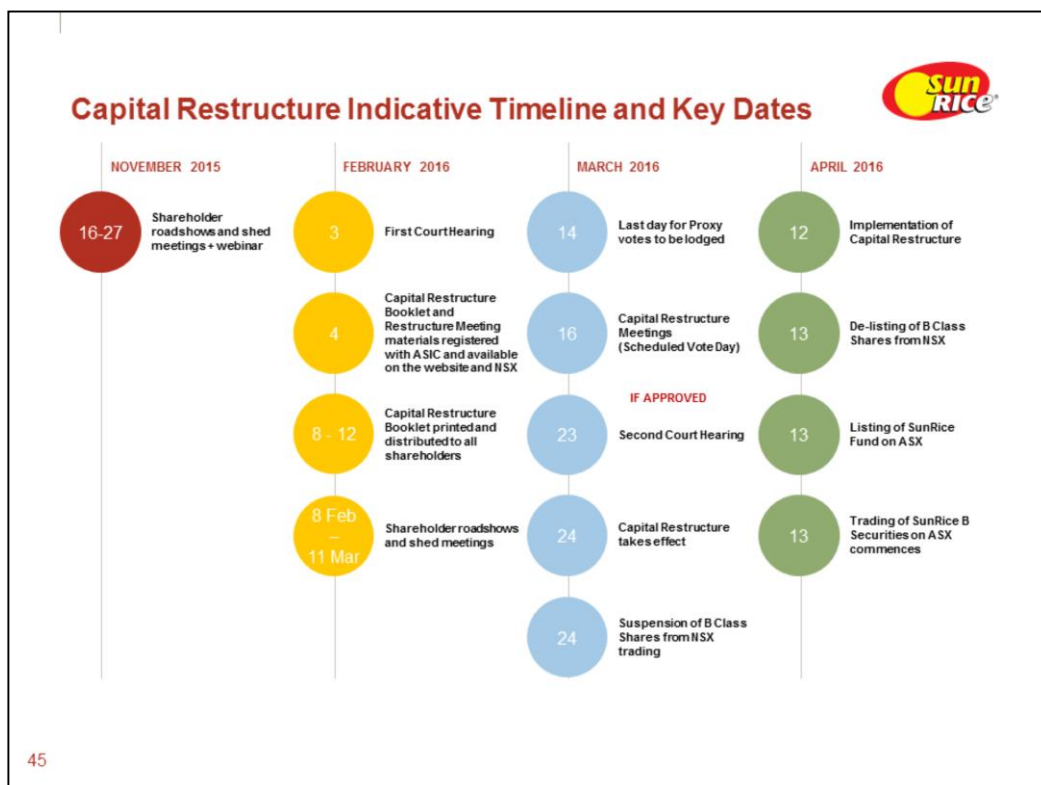 Sun
RICE®
Capital Restructure Indicative Timeline and Key Dates
NOVEMBER 2015
16-27
Shareholder
roadshows and shed
meetings + webinar
FEBRUARY 2016
3
First Court Hearing
4
Capital Restructure
Booklet and
Restructure Meeting
materials registered
with ASIC and available
on the website and NSX
8 - 12
Capital Restructure
Booklet printed and
distributed to all
shareholders
8 Feb
–
11 Mar
Shareholder roadshows
and shed meetings
MARCH 2016
14
Last day for Proxy
votes to be lodged
16
Capital Restructure
Meetings
(Scheduled Vote Day)
IF APPROVED
23
Second Court Hearing
24
Capital Restructure
takes effect
24
Suspension of B Class
Shares from NSX
trading
APRIL 2016
12
Implementation of
Capital Restructure
13
De-listing of B Class
Shares from NSX
13
Listing of SunRice
Fund on ASX
13
Trading of SunRice B
Securities on ASX
commences
45